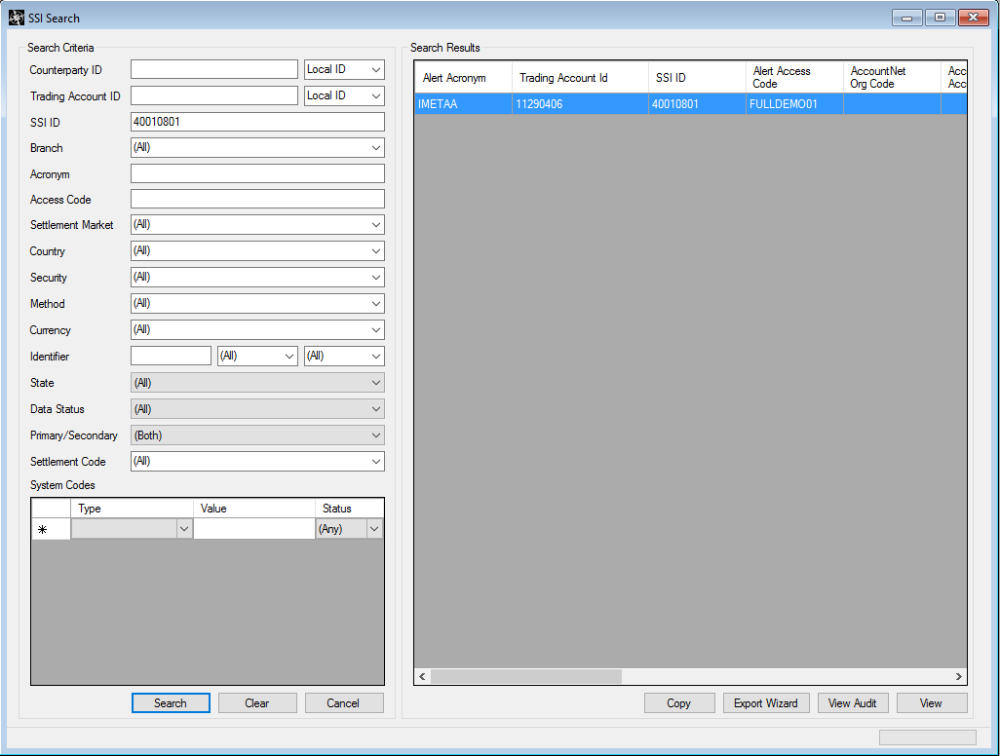 SSI Search
Search Criteria
Counterparty ID
Local ID
Trading Account ID
Local ID
SSI ID
40010801
Branch
(All)
Acronym
Access Code
Settlement Market
(All)
Country
(All)
Security
(All)
Method
(All)
Currency
(All)
Identifier
(All)
(All)
State
(All)
Data Status
(All)
Primary/Secondary
(Both)
Settlement Code
(All)
System Codes
Type
Value
Status
(Any)
Search
Clear
Cancel
Search Results
Alert Acronym
Trading Account Id
SSI ID
Alert Access
Code
AccountNet
Org Code
Acc
Acc
IMETAA
11290406
40010801
FULLDEMO01
Copy
Export Wizard
View Audit
View